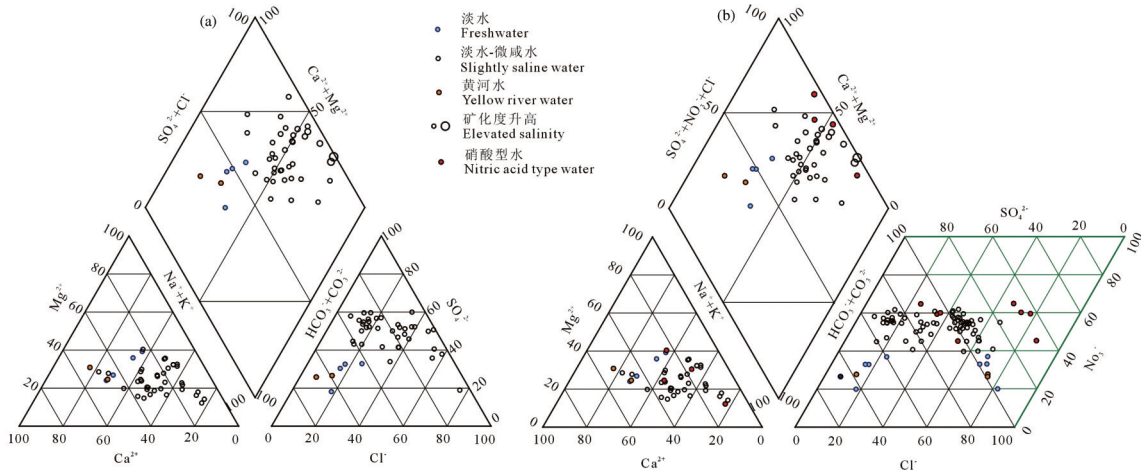 (a)
100
100
SO₄²⁻+Cl⁻
Ca²⁺+Mg²⁺
50
0
淡水
Freshwater
淡水-微咸水
Slightly saline water
黄河水
Yellow river water
矿化度升高
Elevated salinity
硝酸型水
Nitric acid type water
(b)
100
100
SO₄²⁻+NO₃⁻+Cl⁻
50
Ca²⁺+Mg²⁺
50
0
0
100
80
60
40
20
Mg²⁺
Na⁺+K⁺
100
100
80
60
40
20
0
Ca²⁺
HCO₃⁻+CO₃²⁻
100
80
60
40
20
0
SO₄²⁻
0
20
40
60
80
100
Cl⁻
100
80
60
40
20
Mg²⁺
Na⁺+K⁺
100
100
80
60
40
20
0
Ca²⁺
HCO₃⁻+CO₃²⁻
SO₄²⁻
100
80
60
40
20
0
100
80
60
40
20
0
No₃⁻
0
20
40
60
80
100
Cl⁻